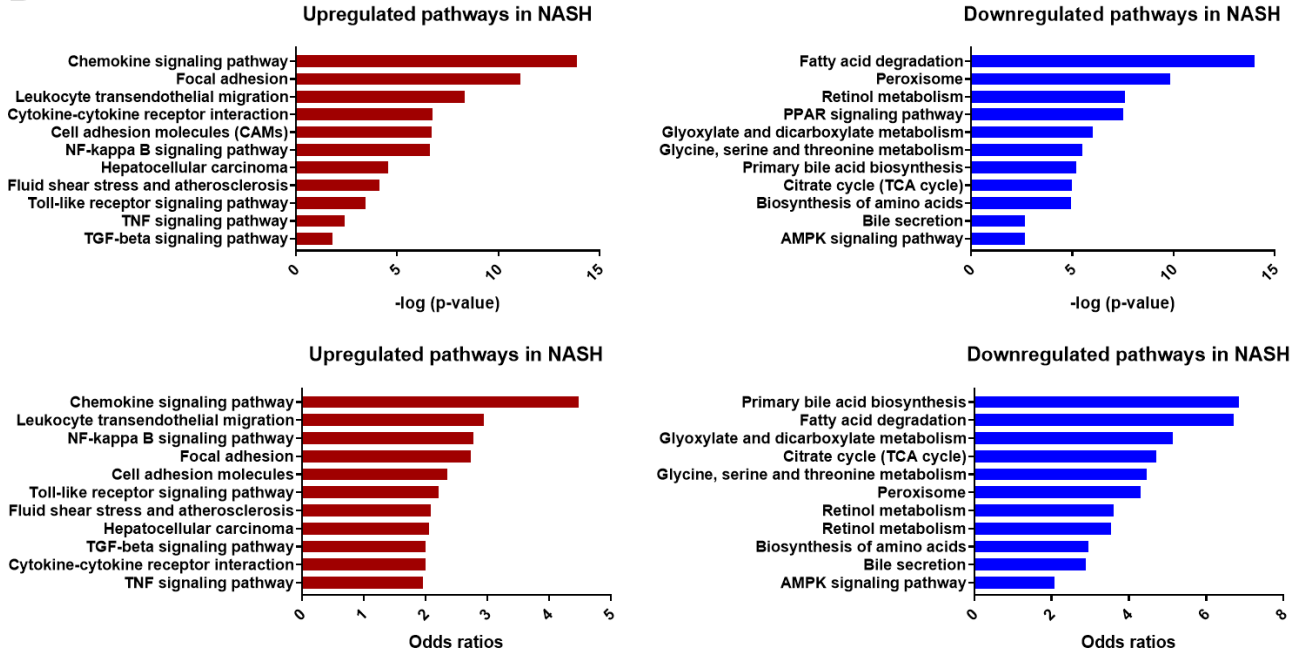 Upregulated pathways in NASH
Chemokine signaling pathway
Focal adhesion
Leukocyte transendothelial migration
Cytokine-cytokine receptor interaction
Cell adhesion molecules (CAMs)
NF-kappa B signaling pathway
Hepatocellular carcinoma
Fluid shear stress and atherosclerosis
Toll-like receptor signaling pathway
TNF signaling pathway
TGF-beta signaling pathway
0 5 10 15
-log (p-value)
Downregulated pathways in NASH
Fatty acid degradation
Peroxisome
Retinol metabolism
PPAR signaling pathway
Glyoxylate and dicarboxylate metabolism
Glycine, serine and threonine metabolism
Primary bile acid biosynthesis
Citrate cycle (TCA cycle)
Biosynthesis of amino acids
Bile secretion
AMPK signaling pathway
0 5 10 15
-log (p-value)
Upregulated pathways in NASH
Chemokine signaling pathway
Leukocyte transendothelial migration
NF-kappa B signaling pathway
Focal adhesion
Cell adhesion molecules
Toll-like receptor signaling pathway
Fluid shear stress and atherosclerosis
Hepatocellular carcinoma
TGF-beta signaling pathway
Cytokine-cytokine receptor interaction
TNF signaling pathway
0 1 2 3 4 5
Odds ratios
Downregulated pathways in NASH
Primary bile acid biosynthesis
Fatty acid degradation
Glyoxylate and dicarboxylate metabolism
Citrate cycle (TCA cycle)
Glycine, serine and threonine metabolism
Peroxisome
Retinol metabolism
Retinol metabolism
Biosynthesis of amino acids
Bile secretion
AMPK signaling pathway
0 2 4 6 8
Odds ratios